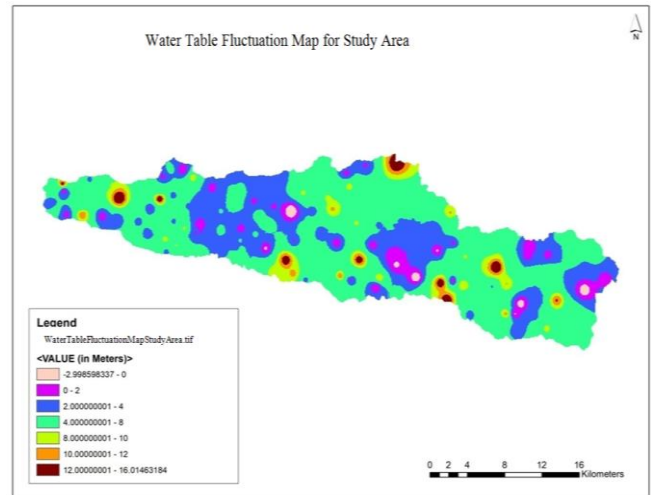 Water Table Fluctuation Map for Study Area
N
Legend
WaterTableFluctuationMapStudyArea.tif
<VALUE (in Meters)>
-2.998598337 - 0
0 - 2
2.000000001 - 4
4.000000001 - 8
8.000000001 - 10
10.00000001 - 12
12.00000001 - 16.01463184
0 2 4 8 12 16
Kilometers